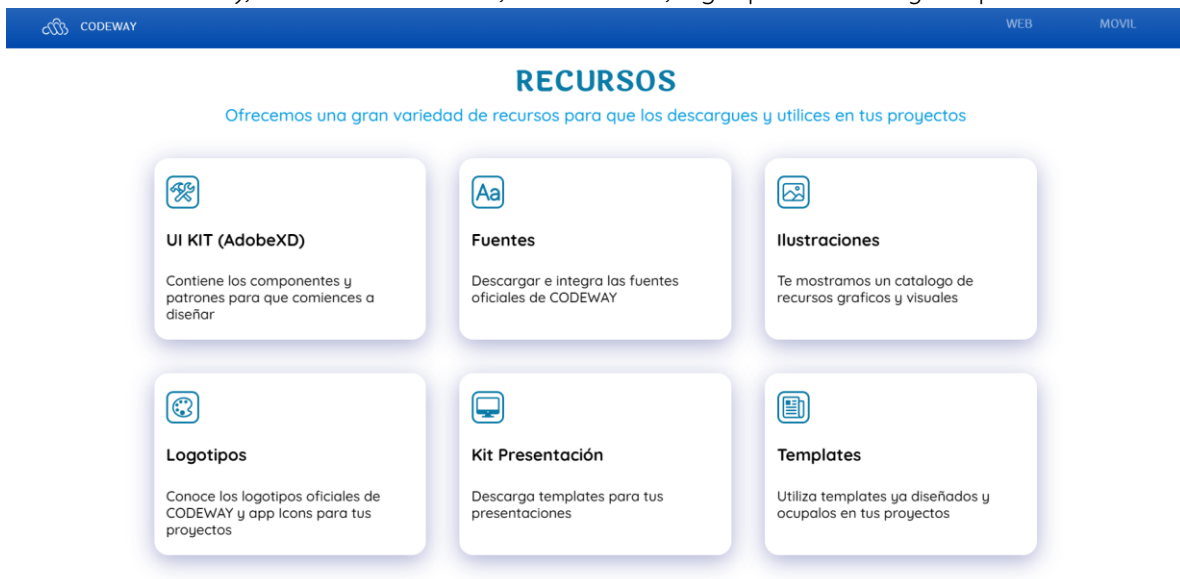 CODEWAY
WEB
MOVIL
RECURSOS
Ofrecemos una gran variedad de recursos para que los descargues y utilices en tus proyectos
UI KIT (AdobeXD)
Contiene los componentes y
patrones para que comiences a
diseñar
Aa
Fuentes
Descargar e integra las fuentes
oficiales de CODEWAY
Ilustraciones
Te mostramos un catalogo de
recursos graficos y visuales
Logotipos
Conoce los logotipos oficiales de
CODEWAY y app Icons para tus
proyectos
Kit Presentación
Descarga templates para tus
presentaciones
Templates
Utiliza templates ya diseñados y
ocupalos en tus proyectos